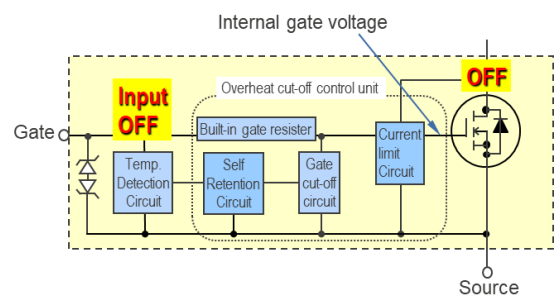 Internal gate voltage
OFF
Overheat cut-off control unit
Input
OFF
Built-in gate resister
Gate
Current
limit
Circuit
Temp.
Detection
Circuit
Self
Retention
Circuit
Gate
cut-off
circuit
Source